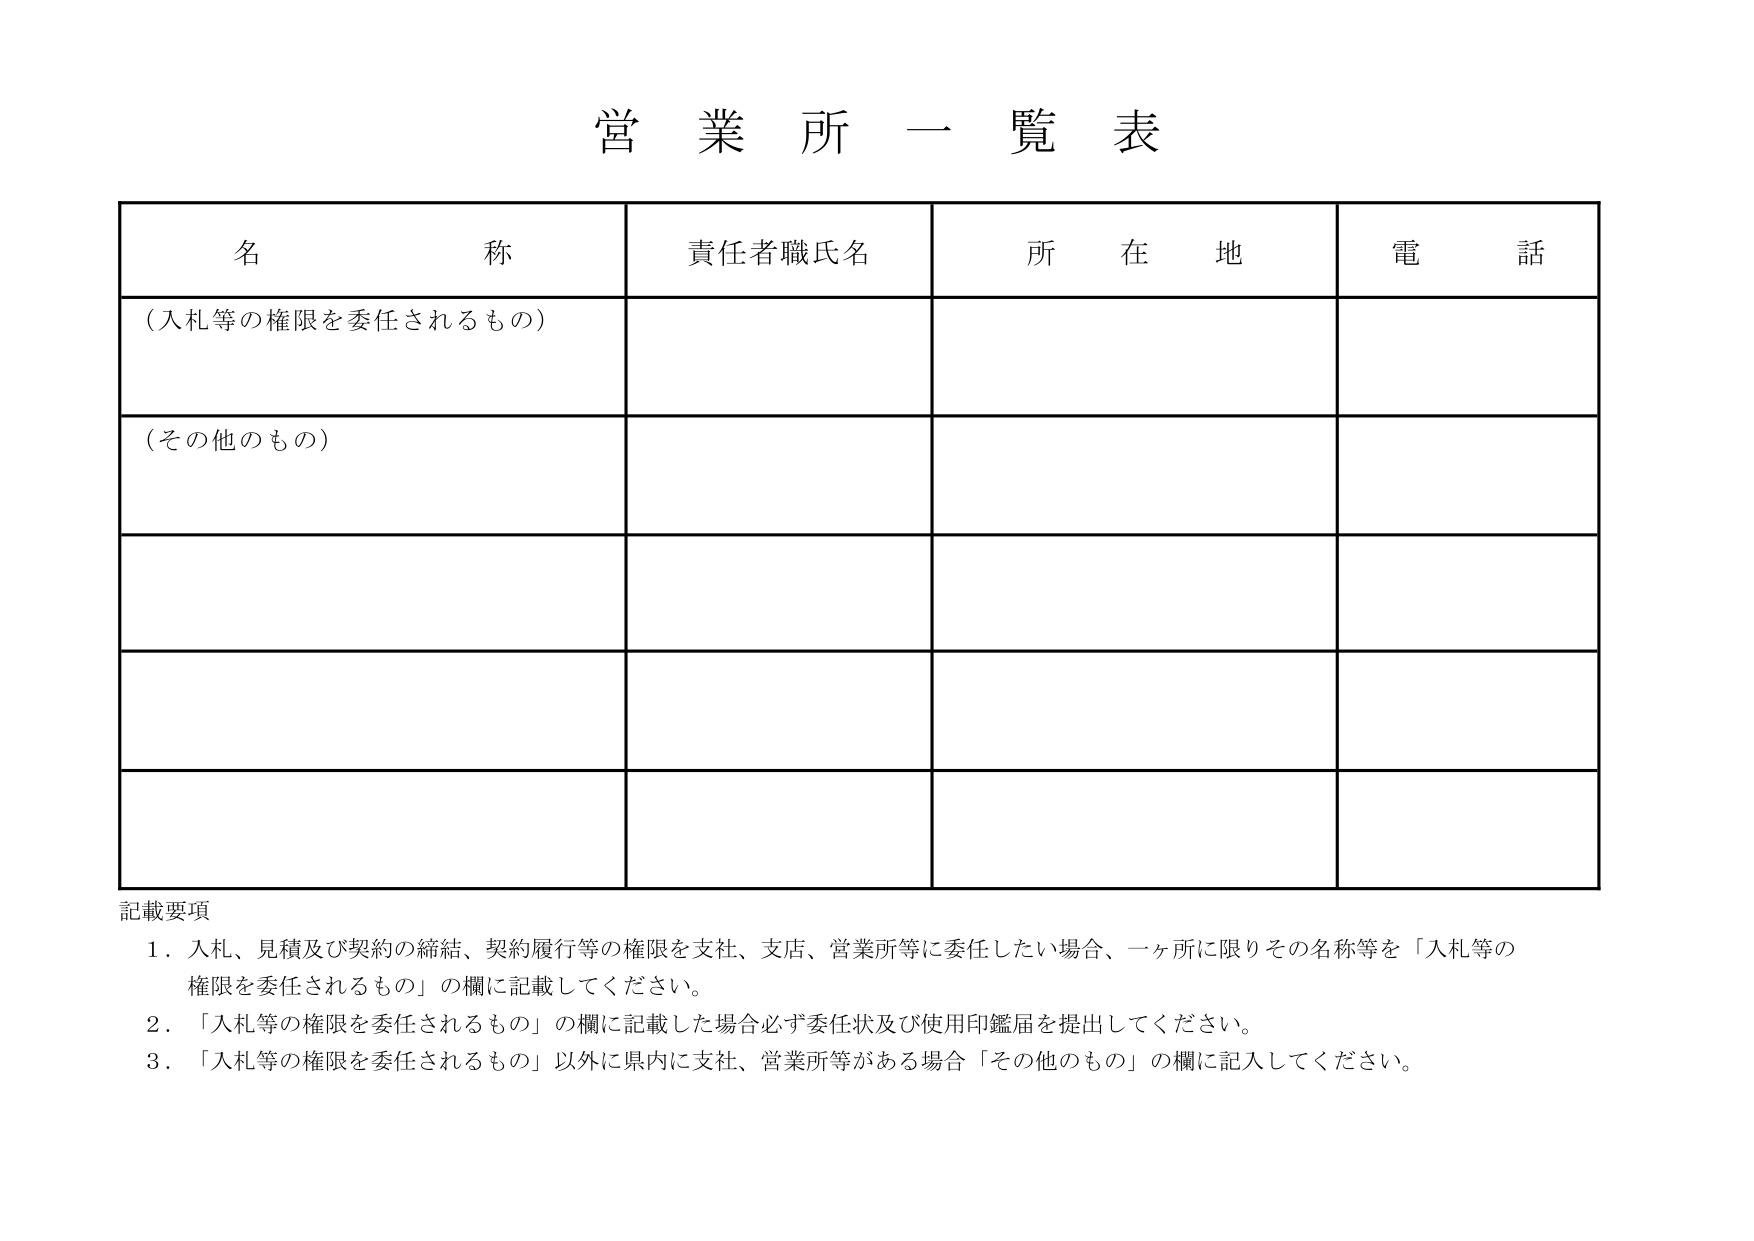 営業所一覧表
名称 責任者職氏名 所在地 電話
（入札等の権限を委任されるもの）
（その他のもの）
記載要項
１．入札、見積及び契約の締結、契約履行等の権限を支社、支店、営業所等に委任したい場合、一ヶ所に限りその名称等を「入札等の
権限を委任されるもの」の欄に記載してください。
２．「入札等の権限を委任されるもの」の欄に記載した場合必ず委任状及び使用印鑑届を提出してください。
３．「入札等の権限を委任されるもの」以外に県内に支社、営業所等がある場合「その他のもの」の欄に記入してください。